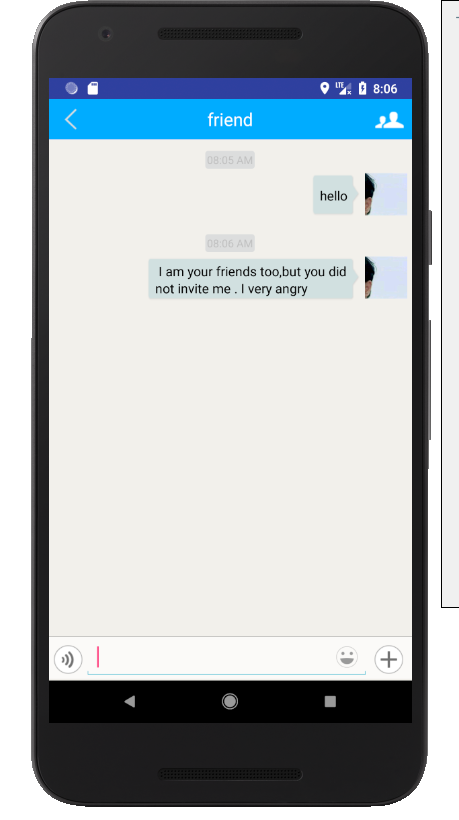 LTE 8:06
friend
08:05 AM
hello
08:06 AM
I am your friends too,but you did
not invite me . I very angry